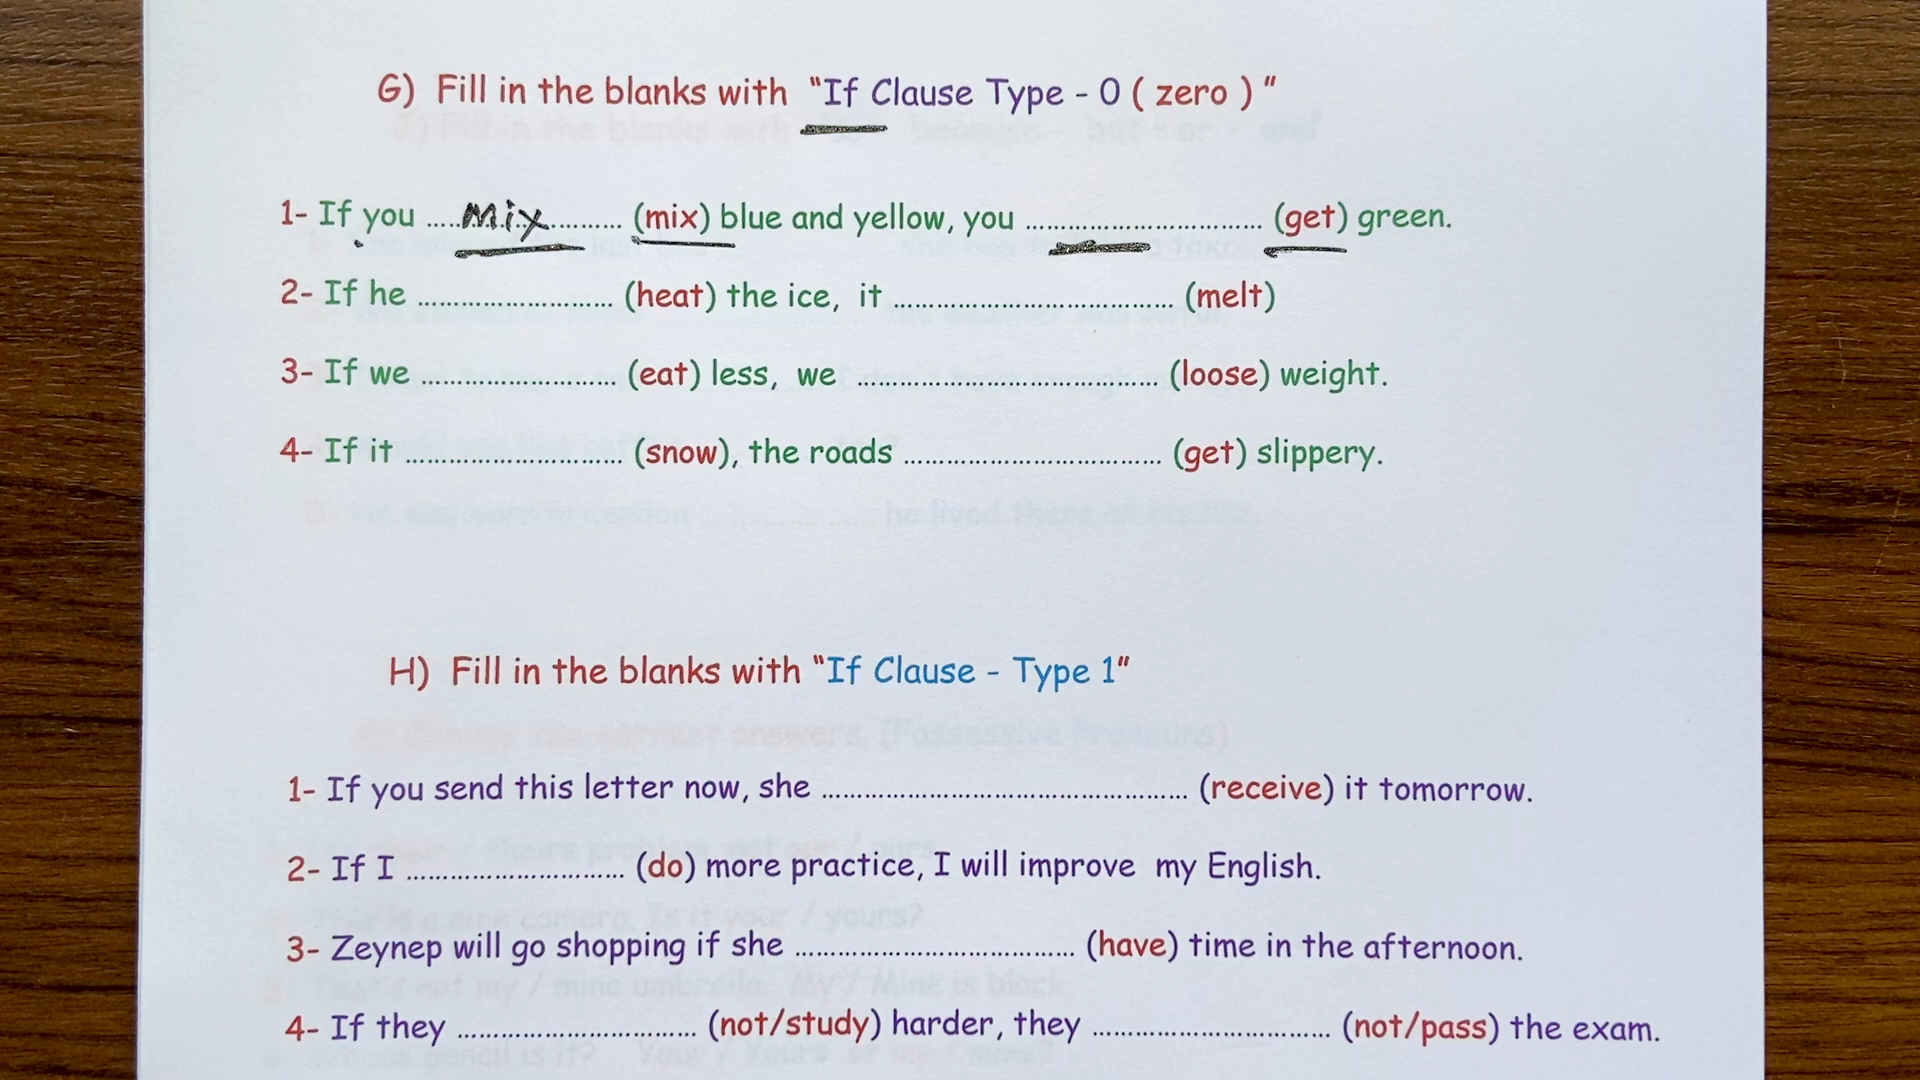 G) Fill in the blanks with "If Clause Type - 0 ( zero ) "
1- If you ....Mix........ (mix) blue and yellow, you ................................ (get) green.
2- If he ........................... (heat) the ice, it ....................................... (melt)
3- If we ........................... (eat) less, we ......................................... (loose) weight.
4- If it .............................. (snow), the roads .................................... (get) slippery.
H) Fill in the blanks with "If Clause - Type 1"
1- If you send this letter now, she ................................................... (receive) it tomorrow.
2- If I .............................. (do) more practice, I will improve my English.
3- Zeynep will go shopping if she ....................................... (have) time in the afternoon.
4- If they ................................. (not/study) harder, they ................................. (not/pass) the exam.